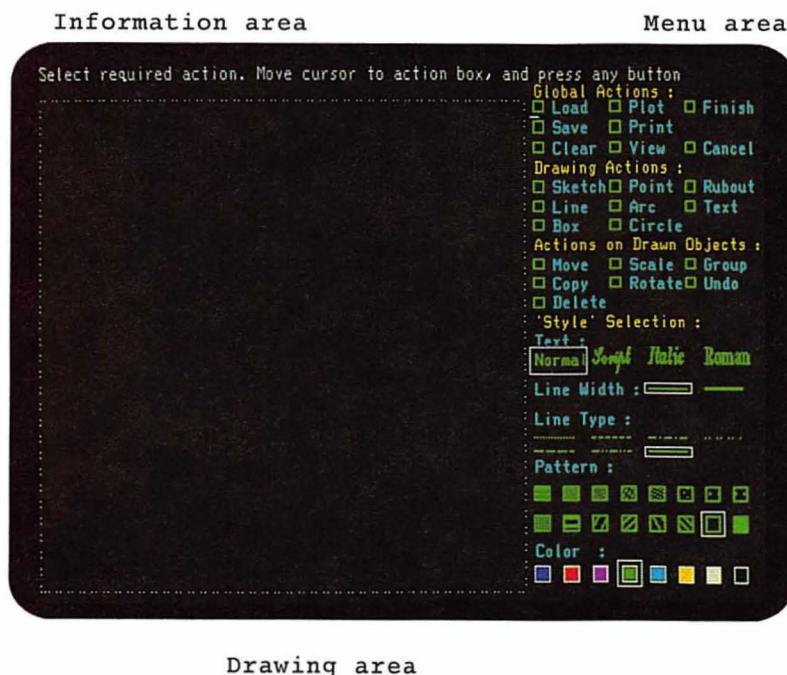 Information area Menu area
Select required action. Move cursor to action box, and press any button
Global Actions :
Load Plot Finish
Save Print
Clear View Cancel
Drawing Actions :
Sketch Point Rubout
Line Arc Text
Box Circle
Actions on Drawn Objects :
Move Scale Group
Copy Rotate Undo
Delete
'Style' Selection :
Text :
Normal Script Italic Roman
Line Width :
Line Type :
Pattern :
Color :
Drawing area